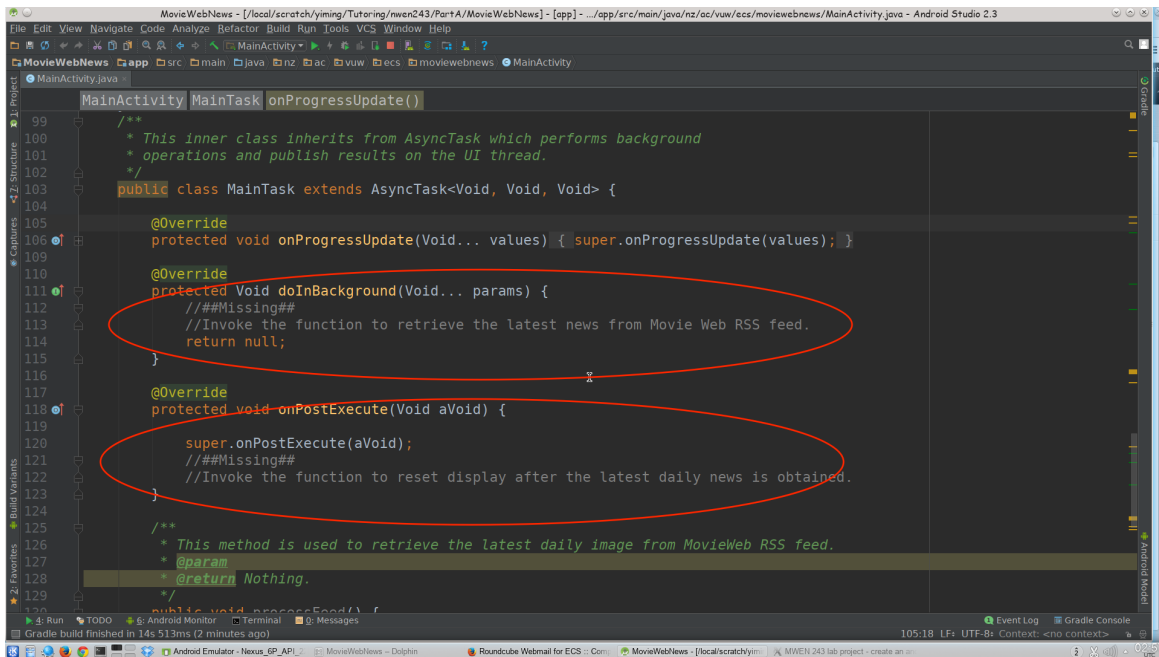 MovieWebNews - [/local/scratch/yiming/Tutoring/nwen243/PartA/MovieWebNews] - [app] - .../app/src/main/java/nz/ac/vuw/ecs/moviewebnews/MainActivity.java - Android Studio 2.3
File Edit View Navigate Code Analyze Refactor Build Run Tools VCS Window Help
MainActivity
MovieWebNews app src main java nz ac vuw ecs moviewebnews MainActivity
MainActivity.java
MainActivity MainTask onProgressUpdate()
1: Project
Z: Structure
Captures
Build Variants
2: Favorites
Gradle
Android Model
99 /**
100 * This inner class inherits from AsyncTask which performs background
101 * operations and publish results on the UI thread.
102 */
103 public class MainTask extends AsyncTask<Void, Void, Void> {
104
105 @Override
106 protected void onProgressUpdate(Void... values) { super.onProgressUpdate(values); }
109
110 @Override
111 protected Void doInBackground(Void... params) {
112 //##Missing##
113 //Invoke the function to retrieve the latest news from Movie Web RSS feed.
114 return null;
115 }
116
117 @Override
118 protected void onPostExecute(Void aVoid) {
119
120 super.onPostExecute(aVoid);
121 //##Missing##
122 //Invoke the function to reset display after the latest daily news is obtained.
123 }
124
125 /**
126 * This method is used to retrieve the latest daily image from MovieWeb RSS feed.
127 * @param
128 * @return Nothing.
129 */
130 public void processFeed() {
4: Run TODO 6: Android Monitor Terminal 0: Messages Event Log Gradle Console
Gradle build finished in 14s 513ms (2 minutes ago) 105:18 LF÷ UTF-8÷ Context: <no context>
Android Emulator - Nexus_6P_API_2 MovieWebNews – Dolphin Roundcube Webmail for ECS :: Com MovieWebNews - [/local/scratch/yim MWEN 243 lab project - create an an